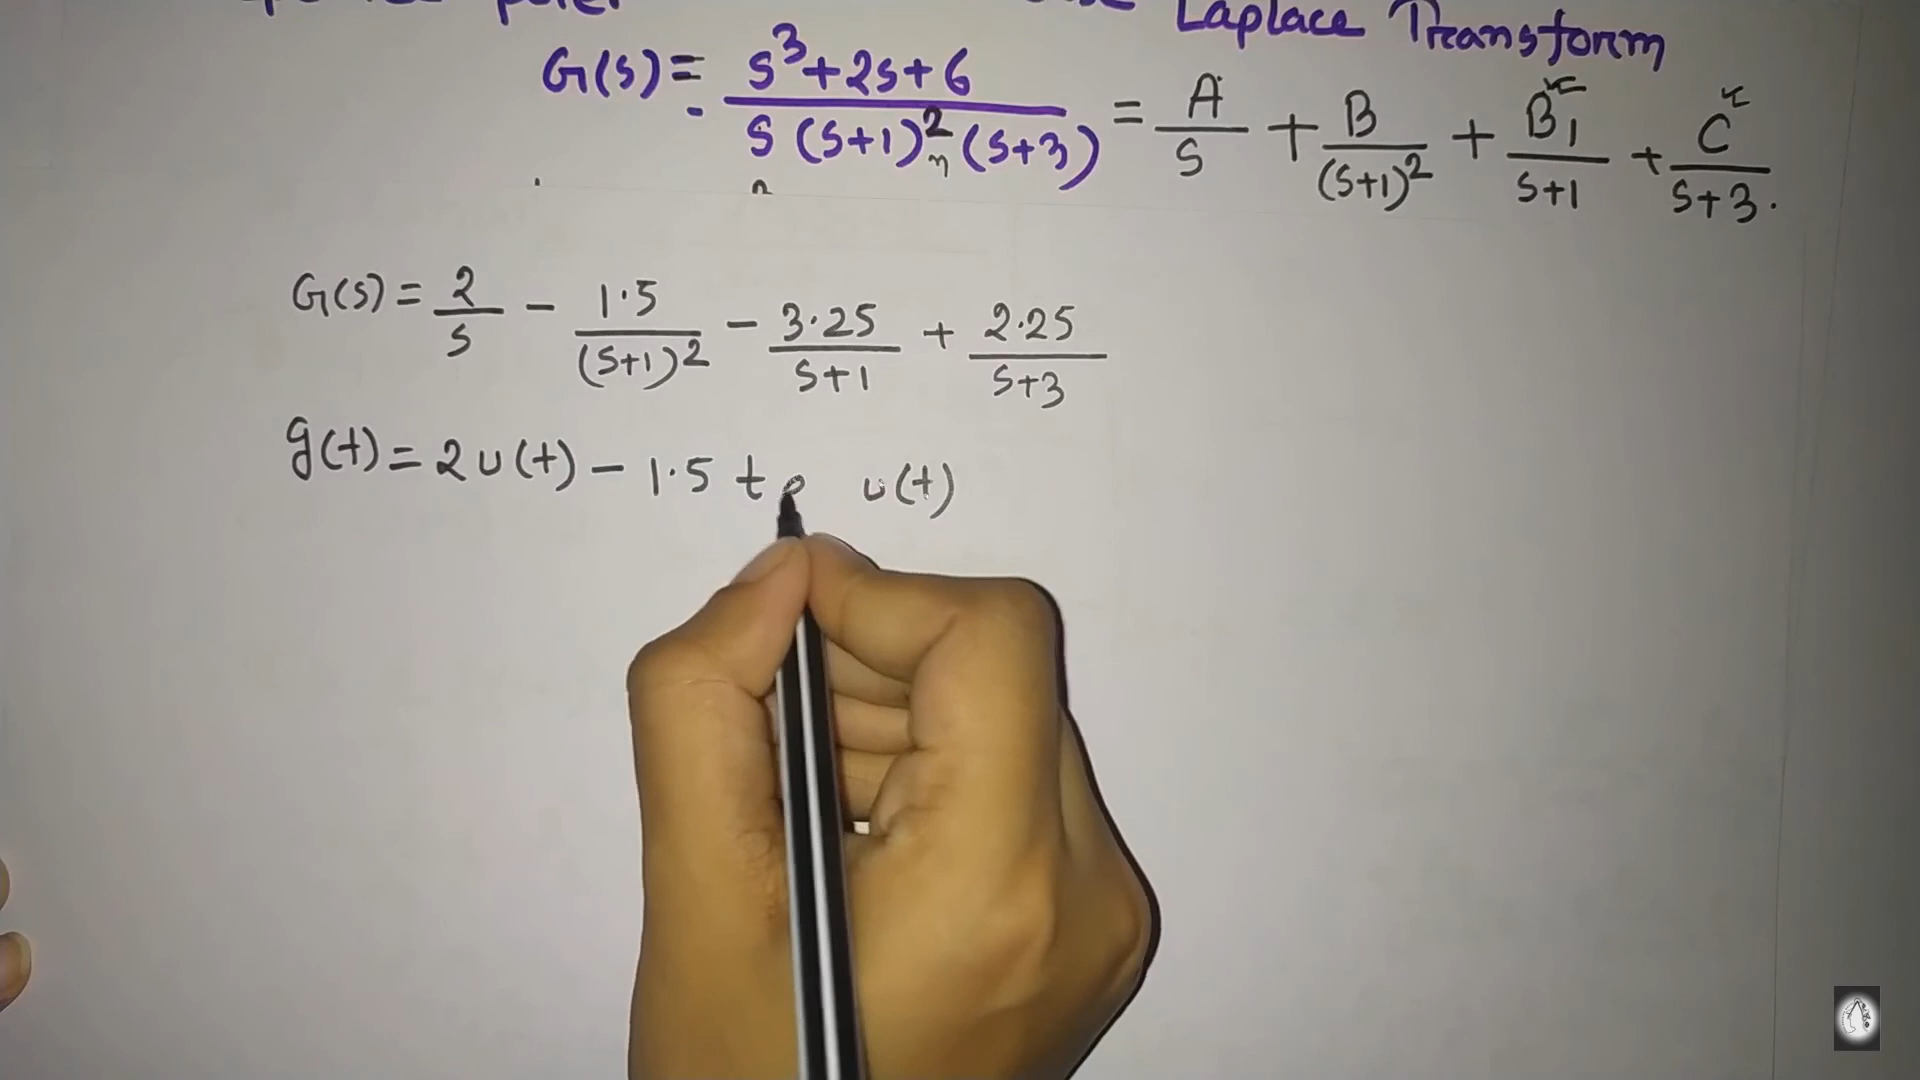 Laplace Transform
G(s) = s³+2s+6 / s(s+1)²(s+3) = A/s + B/(s+1)² + B₁/s+1 + C/s+3.
G(s) = 2/s - 1.5/(s+1)² - 3.25/s+1 + 2.25/s+3
g(t) = 2u(t) - 1.5 t e u(t)